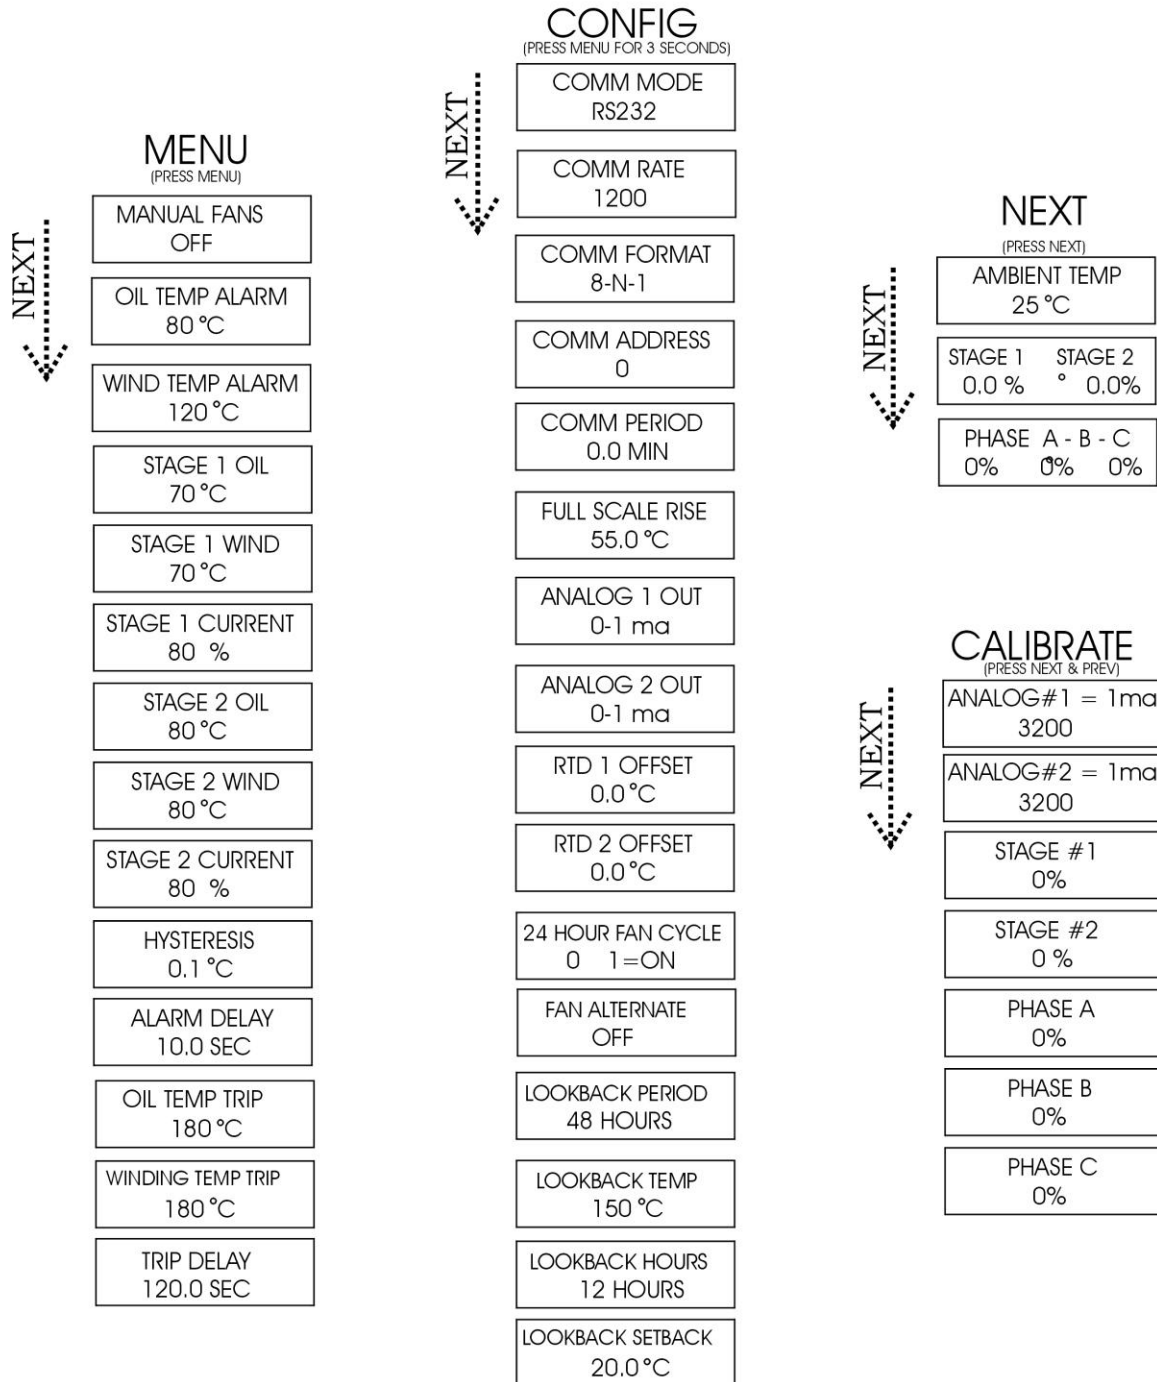 MENU
(PRESS MENU)
NEXT
MANUAL FANS
OFF
OIL TEMP ALARM
80 °C
WIND TEMP ALARM
120 °C
STAGE 1 OIL
70 °C
STAGE 1 WIND
70 °C
STAGE 1 CURRENT
80 %
STAGE 2 OIL
80 °C
STAGE 2 WIND
80 °C
STAGE 2 CURRENT
80 %
HYSTERESIS
0.1 °C
ALARM DELAY
10.0 SEC
OIL TEMP TRIP
180 °C
WINDING TEMP TRIP
180 °C
TRIP DELAY
120.0 SEC
CONFIG
(PRESS MENU FOR 3 SECONDS)
NEXT
COMM MODE
RS232
COMM RATE
1200
COMM FORMAT
8-N-1
COMM ADDRESS
0
COMM PERIOD
0.0 MIN
FULL SCALE RISE
55.0 °C
ANALOG 1 OUT
0-1 ma
ANALOG 2 OUT
0-1 ma
RTD 1 OFFSET
0.0 °C
RTD 2 OFFSET
0.0 °C
24 HOUR FAN CYCLE
0 1=ON
FAN ALTERNATE
OFF
LOOKBACK PERIOD
48 HOURS
LOOKBACK TEMP
150 °C
LOOKBACK HOURS
12 HOURS
LOOKBACK SETBACK
20.0 °C
NEXT
(PRESS NEXT)
NEXT
AMBIENT TEMP
25 °C
STAGE 1 STAGE 2
0.0 % ° 0.0%
PHASE A - B - C
0% 0% 0%
CALIBRATE
(PRESS NEXT & PREV)
NEXT
ANALOG#1 = 1ma
3200
ANALOG#2 = 1ma
3200
STAGE #1
0%
STAGE #2
0 %
PHASE A
0%
PHASE B
0%
PHASE C
0%